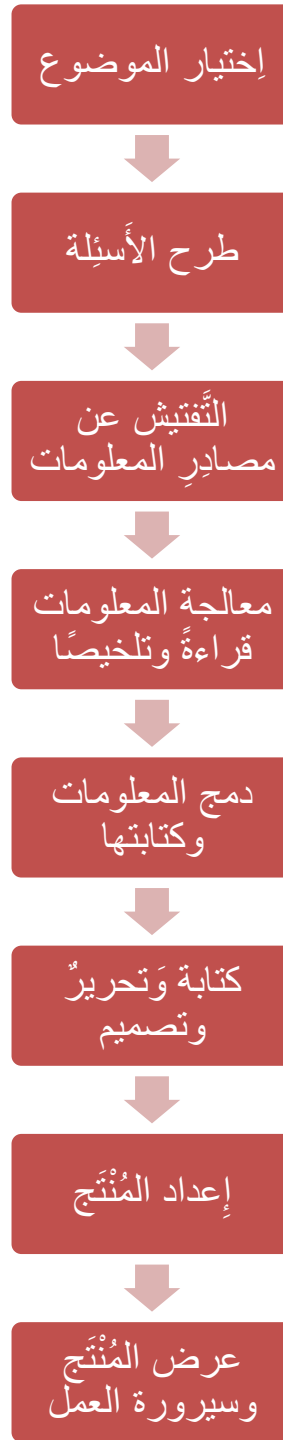 اِختيار الموضوع
طرح الأَسئِلة
التَّفتيش عن
مصادِرِ المعلومات
معالجة المعلومات
قراءةً وتلخيصًا
دمج المعلومات
وكتابتها
كتابة وَتحريرٌ
وتصميم
إِعداد المُنْتَج
عرض المُنْتَج
وسيرورة العمل